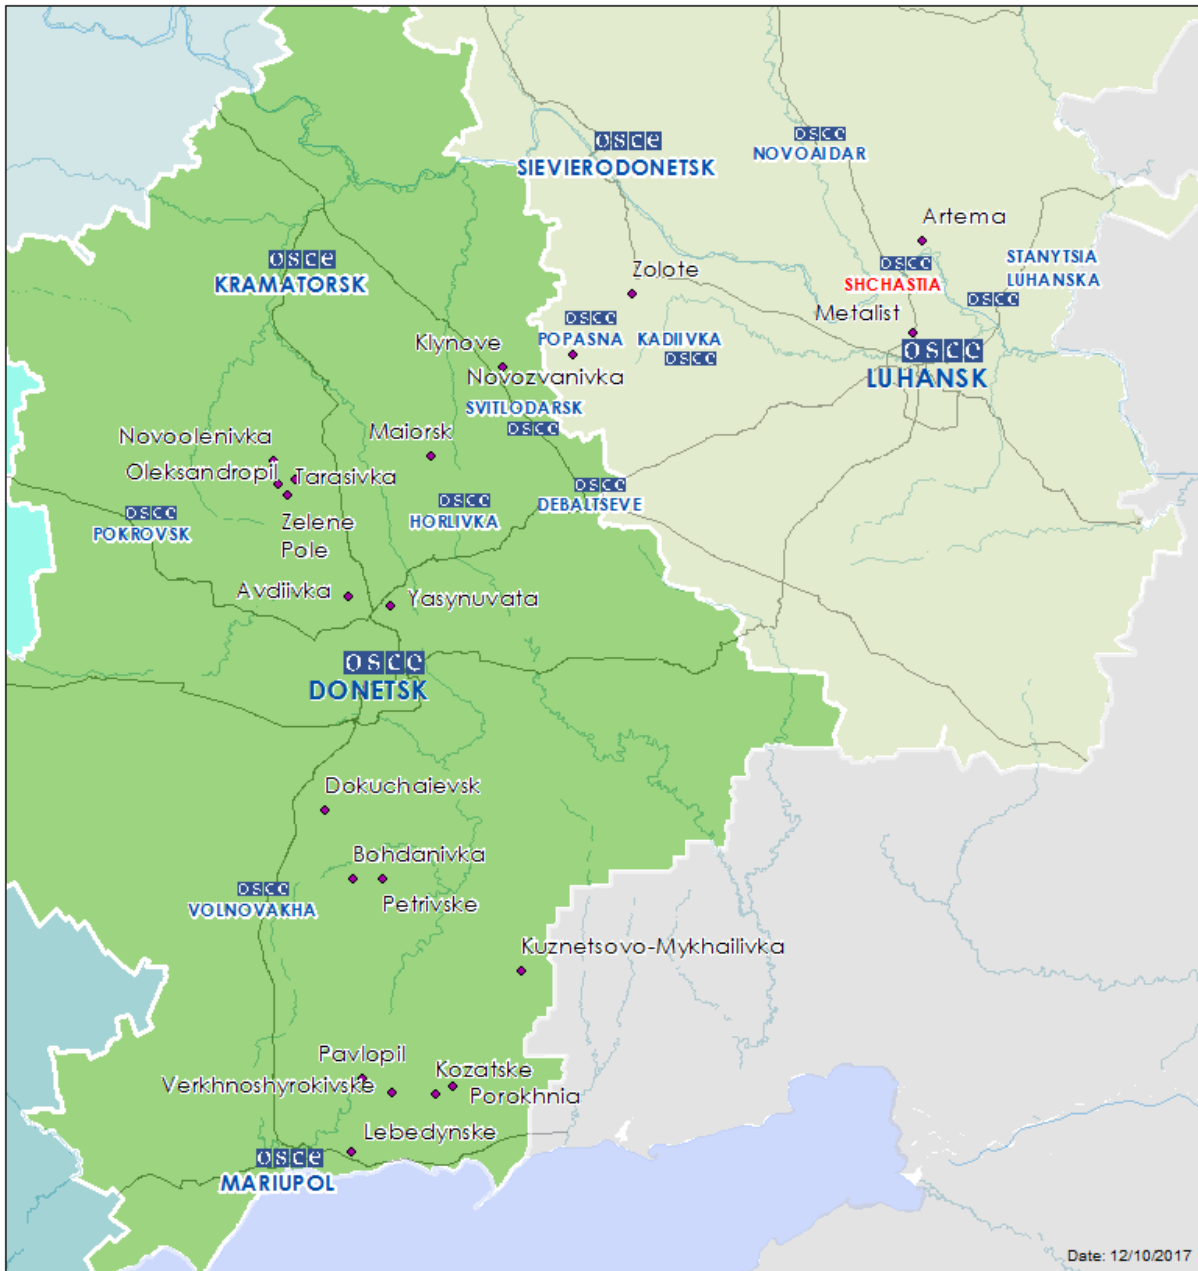 OSCE
SIEVIERODONETSK
OSCE
NOVOAIDAR
Artema
OSCE
KRAMATORSK
Zolote
OSCE
SHCHASTIA
STANYTSIA
LUHANSKA
OSCE
Metalist
OSCE
LUHANSK
OSCE
POPASNA
KADIIVKA
OSCE
Klynove
Novozvanivka
SVITLODARSK
OSCE
Maiorsk
Novoolenivka
Oleksandropil
Tarasivka
Zelene
Pole
OSCE
POKROVSK
OSCE
HORLIVKA
OSCE
DEBALTSEVE
Avdiivka
Yasynuvata
OSCE
DONETSK
Dokuchaievsk
Bohdanivka
Petrivske
OSCE
VOLNOVAKHA
Kuznetsovo-Mykhailivka
Pavlopil
Verkhnoshyrokivske
Kozatske
Porokhnia
Lebedynske
OSCE
MARIUPOL
Date: 12/10/2017